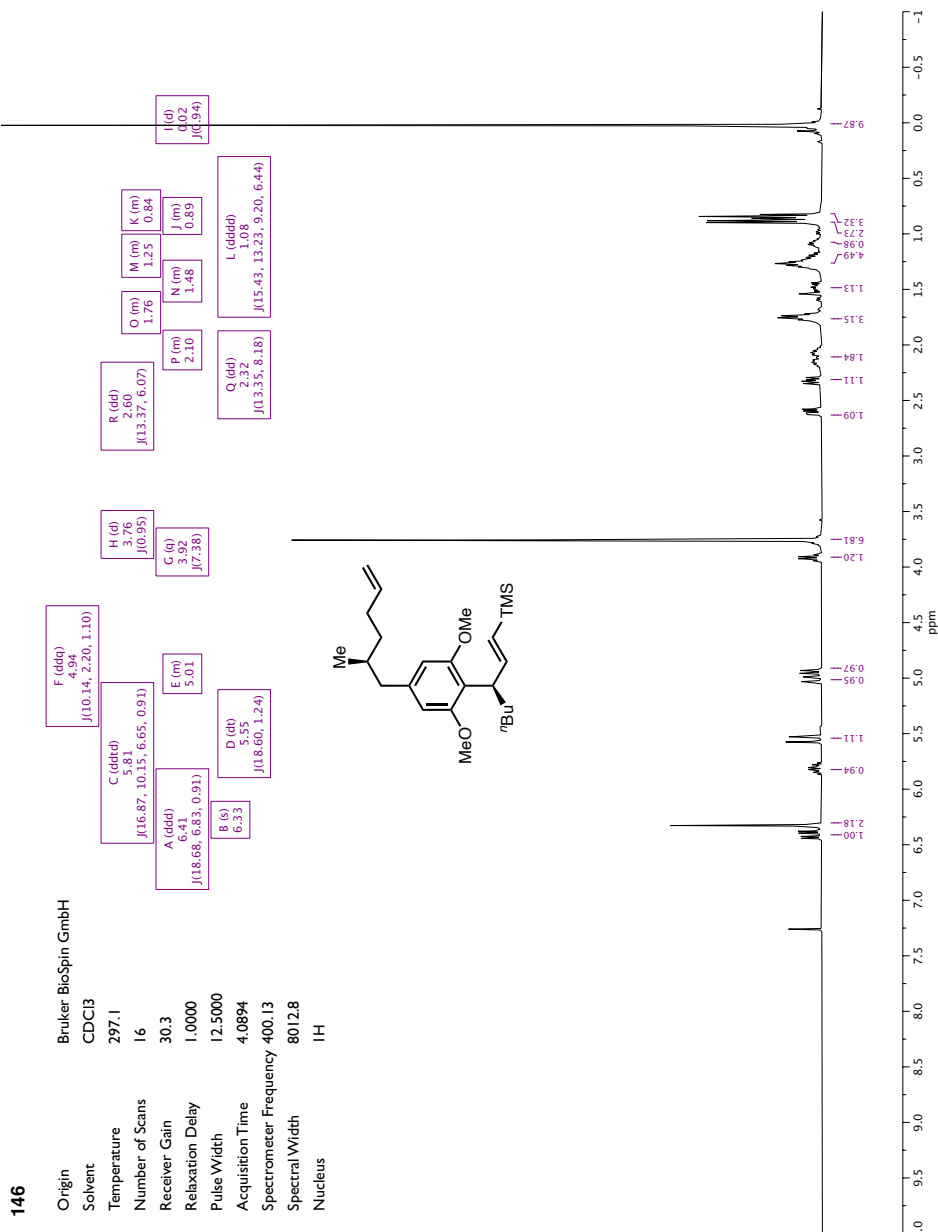 146
Origin Bruker BioSpin GmbH
Solvent CDCl3
Temperature 297.1
Number of Scans 16
Receiver Gain 30.3
Relaxation Delay 1.0000
Pulse Width 12.5000
Acquisition Time 4.0894
Spectrometer Frequency 400.13
Spectral Width 8012.8
Nucleus 1H
F (ddq)
4.94
J(10.14, 2.20, 1.10)
C (ddtd)
5.81
J(16.87, 10.15, 6.65, 0.91)
E (m)
5.01
A (ddd)
6.41
J(18.68, 6.83, 0.91)
D (dt)
5.55
J(18.60, 1.24)
B (s)
6.33
H (d)
3.76
J(0.95)
G (q)
3.92
J(7.38)
R (dd)
2.60
J(13.37, 6.07)
O (m)
1.76
M (m)
1.25
K (m)
0.84
P (m)
2.10
N (m)
1.48
J (m)
0.89
I (d)
0.02
J(0.94)
Q (dd)
2.32
J(13.35, 8.18)
L (dddd)
1.08
J(15.43, 13.23, 9.20, 6.44)
Me
MeO
OMe
nBu
TMS
1.00
2.18
0.94
1.11
0.95
0.97
1.20
6.81
1.09
1.11
1.84
3.15
1.13
4.49
0.98
2.73
3.32
9.87
.0 9.5 9.0 8.5 8.0 7.5 7.0 6.5 6.0 5.5 5.0 4.5 4.0 3.5 3.0 2.5 2.0 1.5 1.0 0.5 0.0 -0.5 -1
ppm